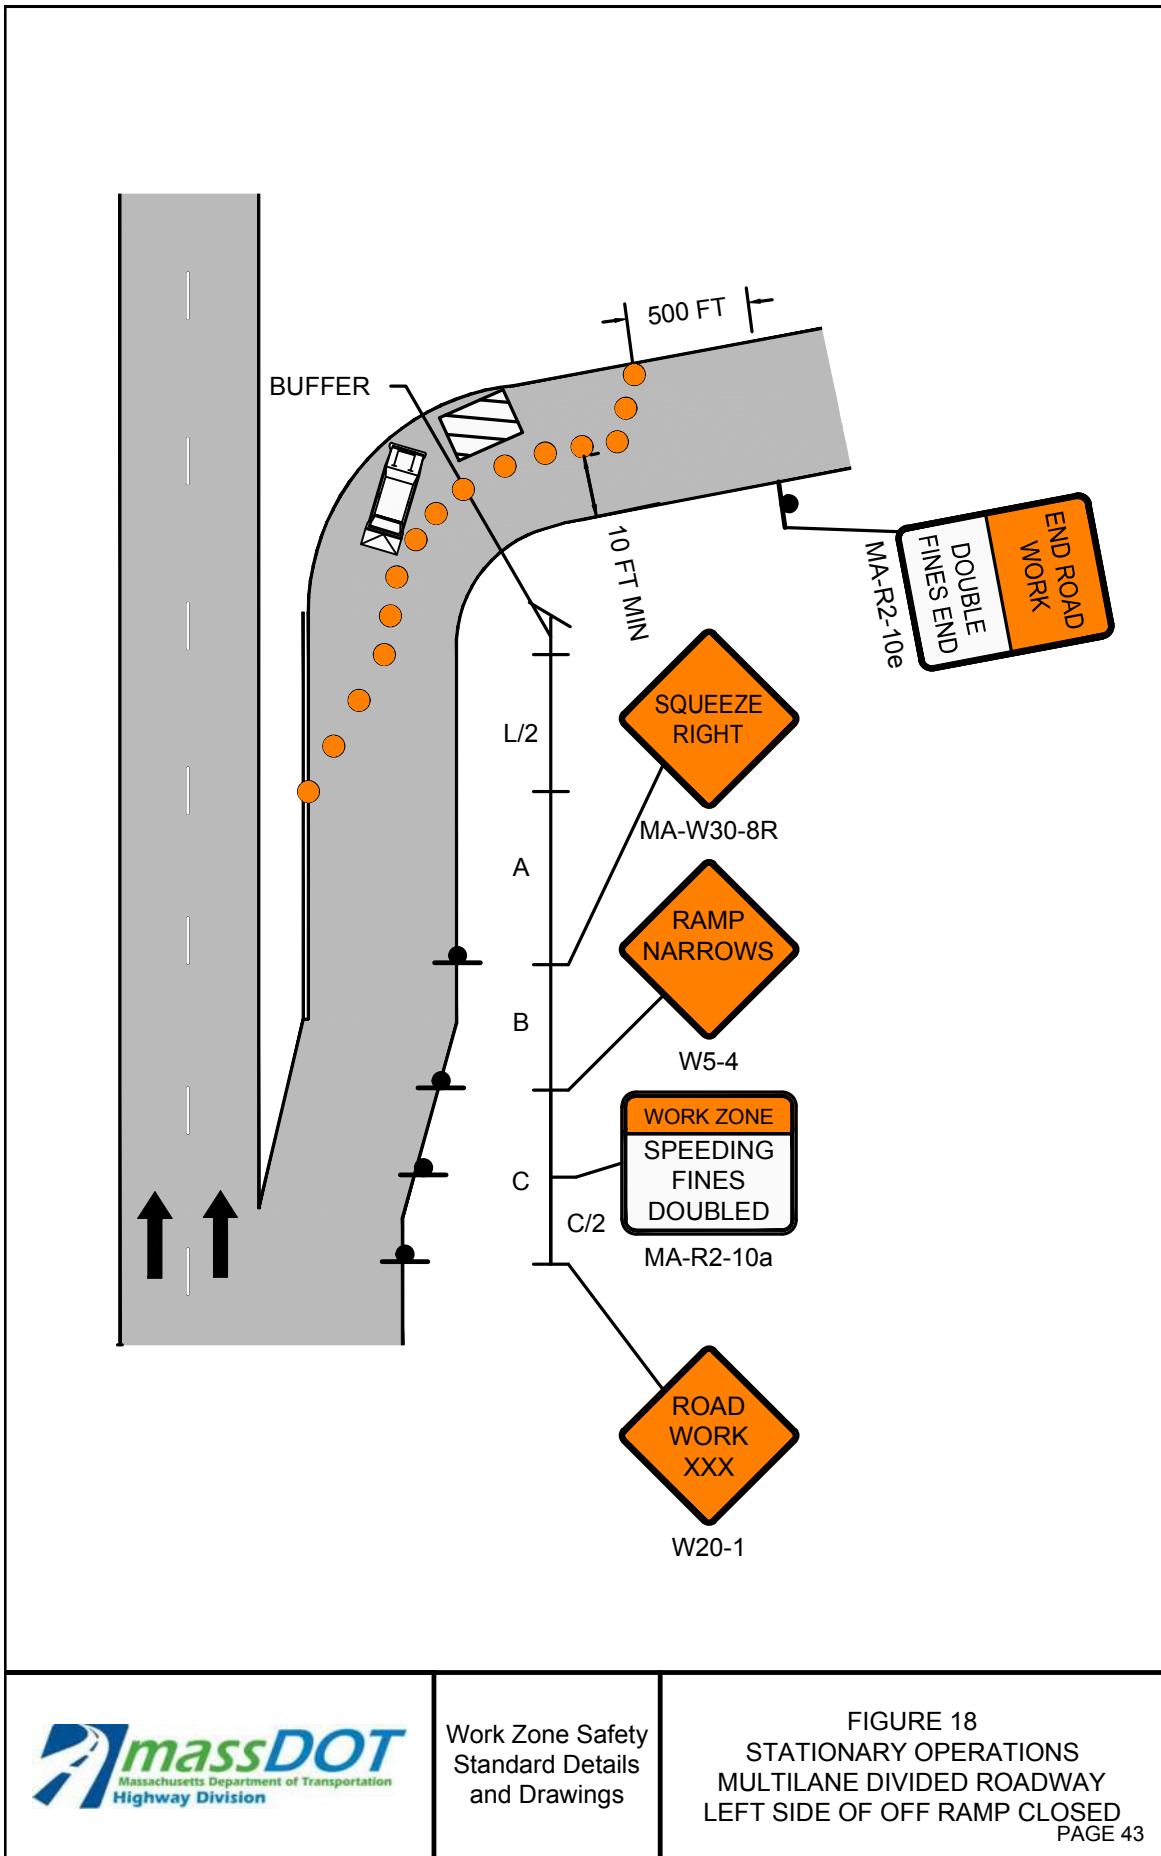 500 FT
BUFFER
10 FT MIN
END ROAD
WORK
DOUBLE
FINES END
MA-R2-10e
L/2
SQUEEZE
RIGHT
MA-W30-8R
A
RAMP
NARROWS
W5-4
B
WORK ZONE
SPEEDING
FINES
DOUBLED
MA-R2-10a
C
C/2
ROAD
WORK
XXX
W20-1
massDOT
Massachusetts Department of Transportation
Highway Division
Work Zone Safety
Standard Details
and Drawings
FIGURE 18
STATIONARY OPERATIONS
MULTILANE DIVIDED ROADWAY
LEFT SIDE OF OFF RAMP CLOSED
PAGE 43